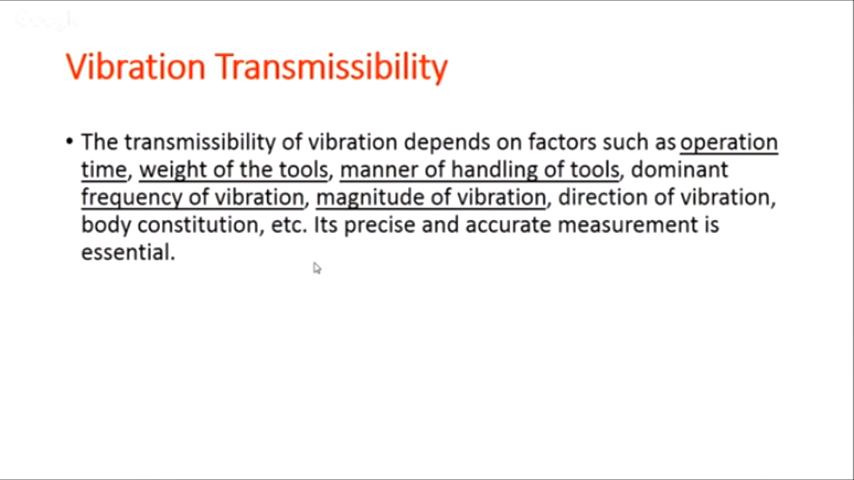 Google
Vibration Transmissibility
• The transmissibility of vibration depends on factors such as operation
time, weight of the tools, manner of handling of tools, dominant
frequency of vibration, magnitude of vibration, direction of vibration,
body constitution, etc. Its precise and accurate measurement is
essential.